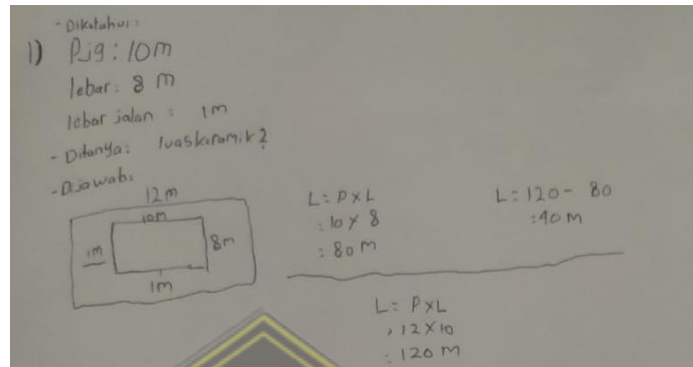 - Diketahui:
1) Pjg: 10 m
lebar: 8 m
lebar jalan : 1m
- Ditanya: luas keramik?
- Dijawab:
12m
10m
1m
8m
1m
L= P x L
: 10 x 8
: 80 m
L: 120 - 80
: 40 m
L= P x L
: 12 x 10
: 120 m